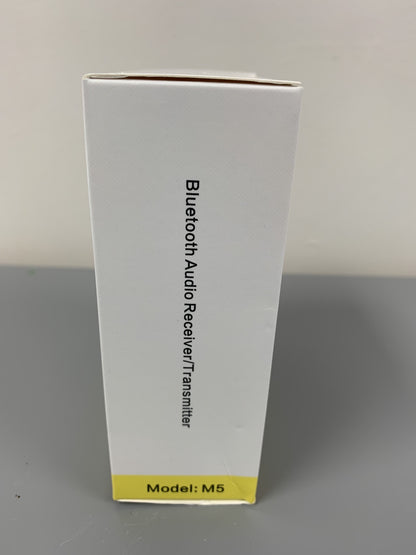 Bluetooth Audio Receiver/Transmitter
Model: M5